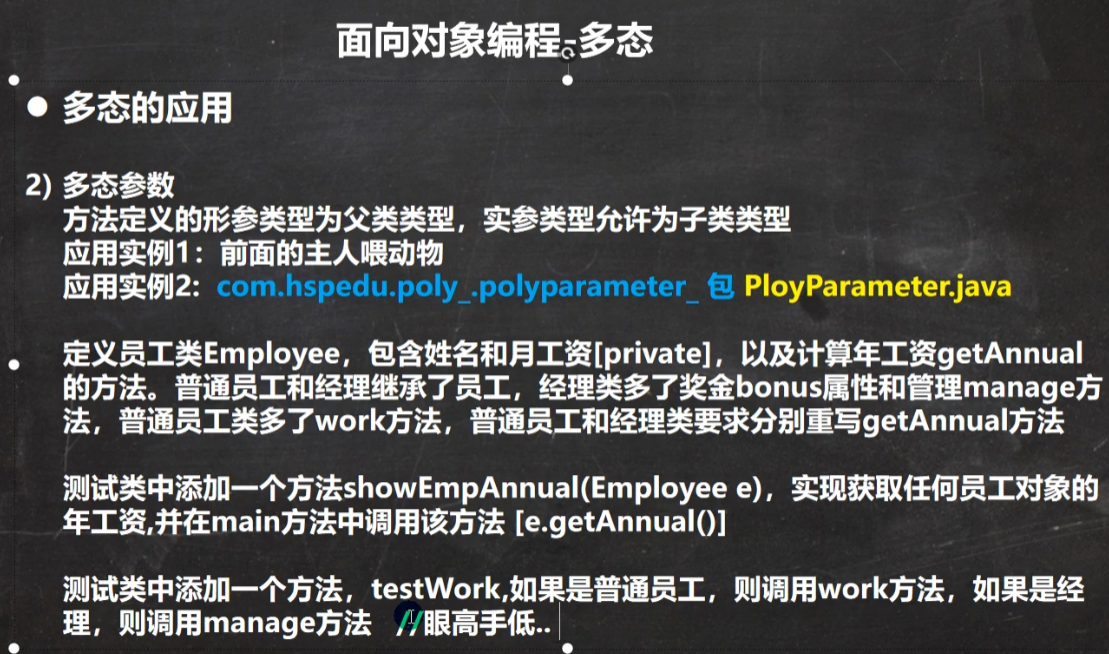 面向对象编程-多态
● 多态的应用
2) 多态参数
方法定义的形参类型为父类类型，实参类型允许为子类类型
应用实例1：前面的主人喂动物
应用实例2：com.hspedu.poly_.polyparameter_ 包 PloyParameter.java
定义员工类Employee，包含姓名和月工资[private]，以及计算年工资getAnnual
的方法。普通员工和经理继承了员工，经理类多了奖金bonus属性和管理manage方
法，普通员工类多了work方法，普通员工和经理类要求分别重写getAnnual方法
测试类中添加一个方法showEmpAnnual(Employee e)，实现获取任何员工对象的
年工资,并在main方法中调用该方法 [e.getAnnual()]
测试类中添加一个方法，testWork,如果是普通员工，则调用work方法，如果是经
理，则调用manage方法 //眼高手低..